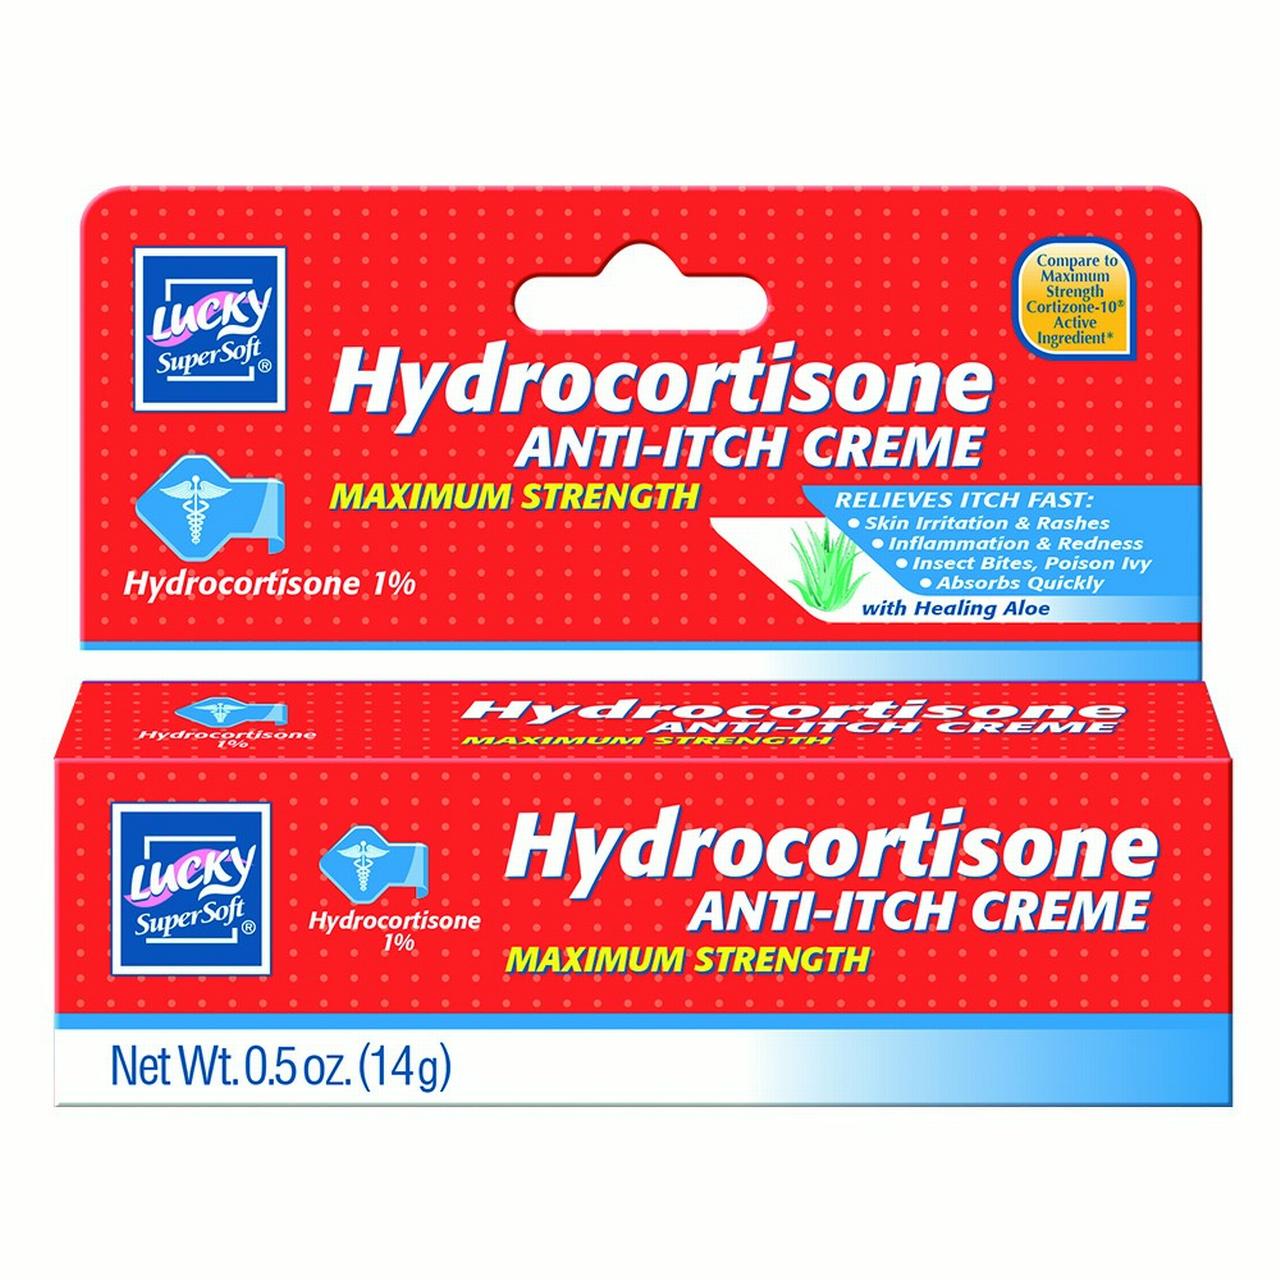 LUCKY
SuperSoft®
Compare to
Maximum
Strength
Cortizone-10®
Active
Ingredient*
Hydrocortisone
ANTI-ITCH CREME
MAXIMUM STRENGTH
Hydrocortisone 1%
RELIEVES ITCH FAST:
• Skin Irritation & Rashes
• Inflammation & Redness
• Insect Bites, Poison Ivy
• Absorbs Quickly
with Healing Aloe
Hydrocortisone
1%
Hydrocortisone
ANTI-ITCH CREME
MAXIMUM STRENGTH
LUCKY
SuperSoft®
Hydrocortisone
1%
Hydrocortisone
ANTI-ITCH CREME
MAXIMUM STRENGTH
Net Wt. 0.5 oz. (14g)